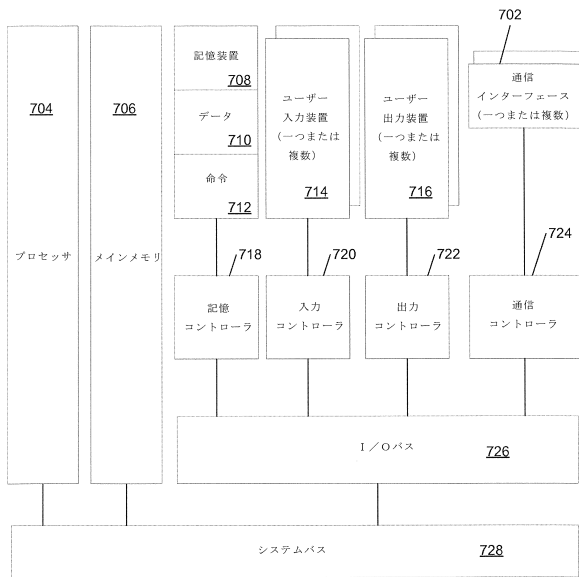 702
704
706
記憶装置
708
データ
710
命令
712
ユーザー
入力装置
(一つまたは
複数)
714
ユーザー
出力装置
(一つまたは
複数)
716
通信
インターフェース
(一つまたは複数)
プロセッサ
メインメモリ
718
720
722
724
記憶
コントローラ
入力
コントローラ
出力
コントローラ
通信
コントローラ
I/Oバス
726
システムバス
728